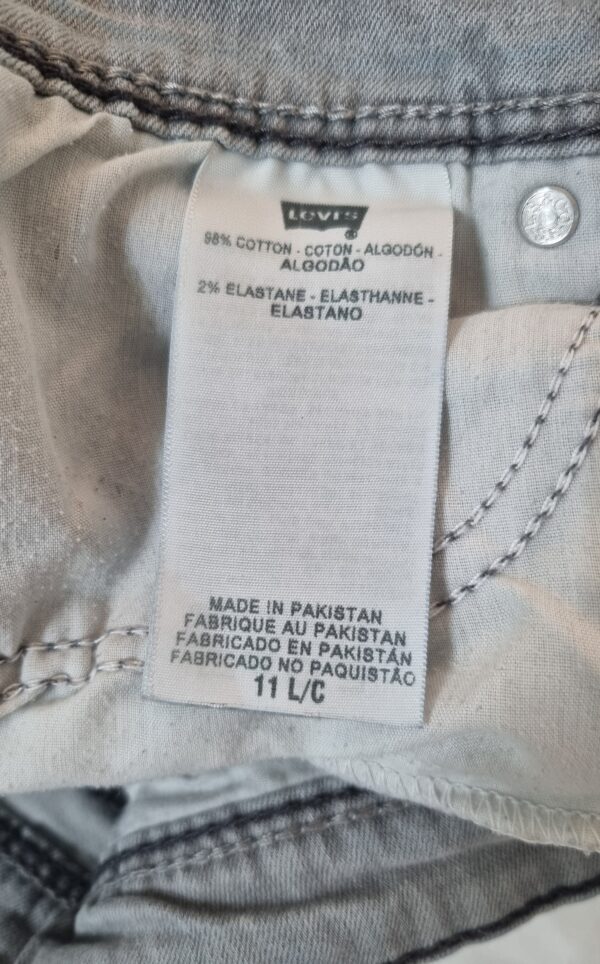 Levi's
®
98% COTTON - COTON - ALGODÓN -
ALGODÃO
2% ELASTANE - ELASTHANNE -
ELASTANO
MADE IN PAKISTAN
FABRIQUE AU PAKISTAN
FABRICADO EN PAKISTÁN
FABRICADO NO PAQUISTÃO
11 L/C